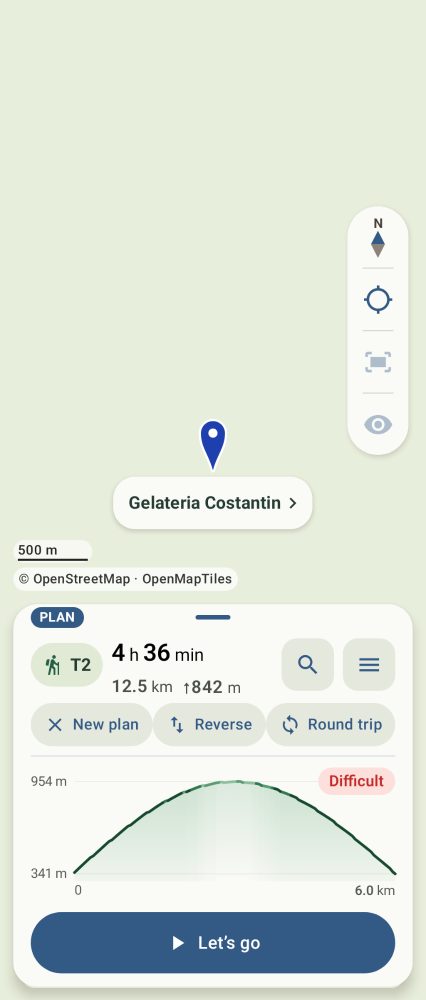 N
Gelateria Costantin
500 m
© OpenStreetMap · OpenMapTiles
PLAN
T2
4 h 36 min
12.5 km ↑842 m
New plan
Reverse
Round trip
954 m
Difficult
341 m
0
6.0 km
Let's go